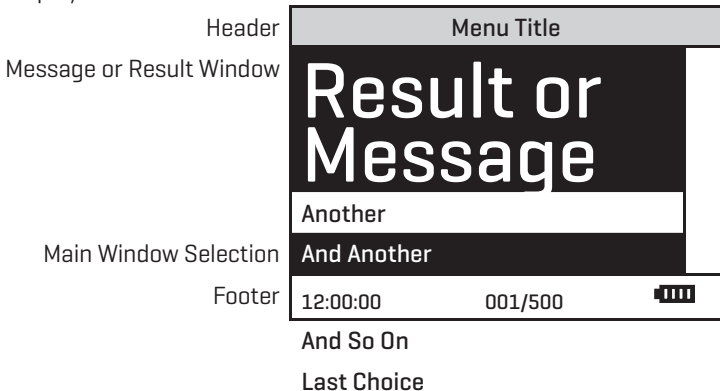 Header
Menu Title
Message or Result Window
Result or
Message
Another
Main Window Selection
And Another
Footer
12:00:00 001/500
And So On
Last Choice